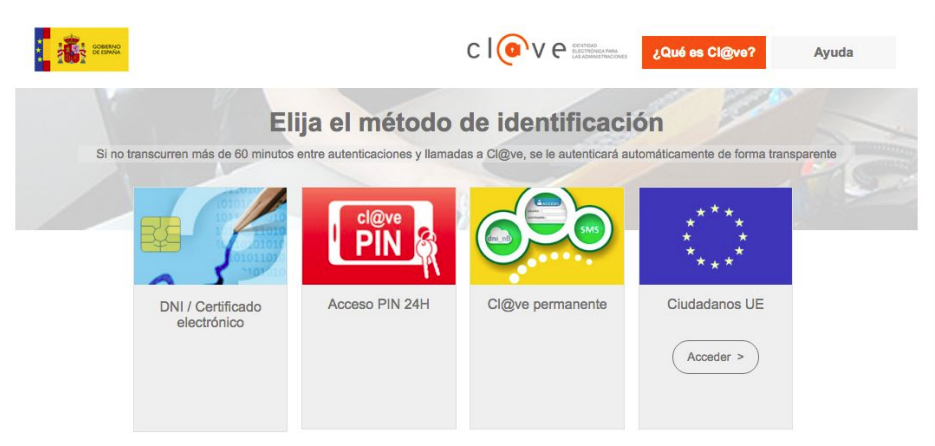 GOBIERNO
DE ESPAÑA
cl@ve
IDENTIDAD
ELECTRÓNICA PARA
LAS ADMINISTRACIONES
¿Qué es Cl@ve?
Ayuda
Elija el método de identificación
Si no transcurren más de 60 minutos entre autenticaciones y llamadas a Cl@ve, se le autenticará automáticamente de forma transparente
cl@ve
PIN
SMS
DNI / Certificado
electrónico
Acceso PIN 24H
Cl@ve permanente
Ciudadanos UE
Acceder >